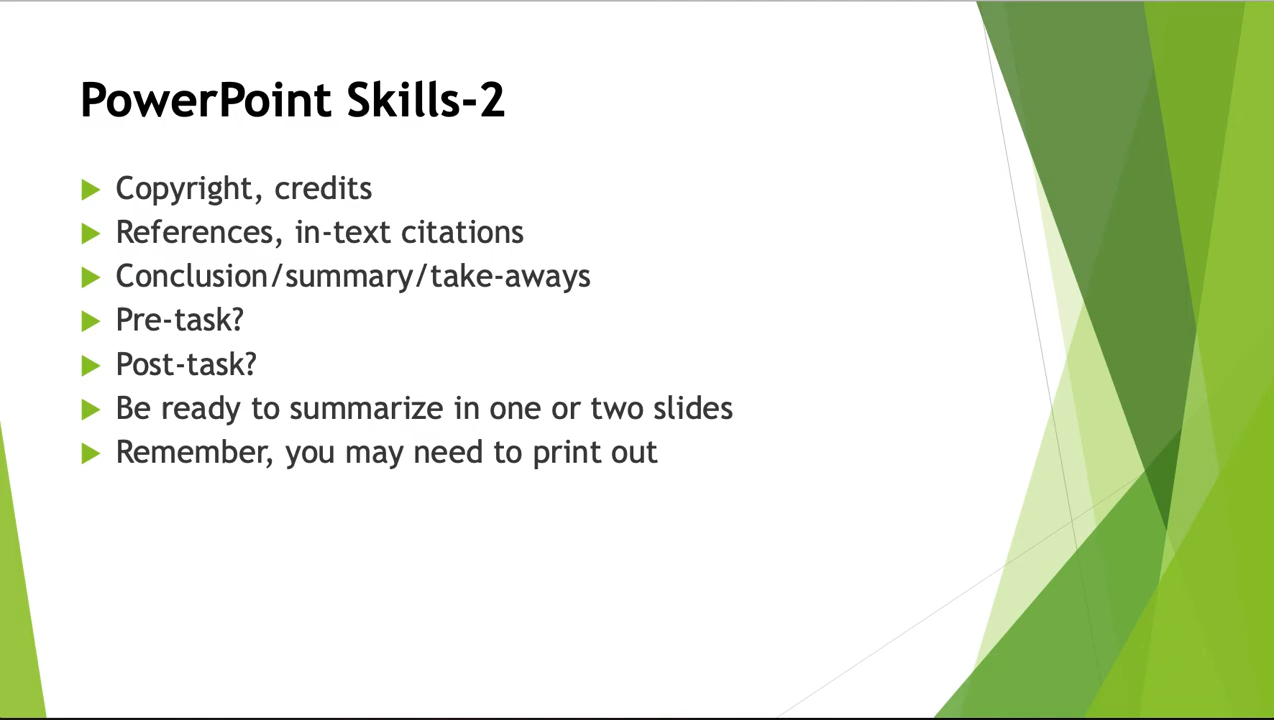 PowerPoint Skills-2
Copyright, credits
References, in-text citations
Conclusion/summary/take-aways
Pre-task?
Post-task?
Be ready to summarize in one or two slides
Remember, you may need to print out